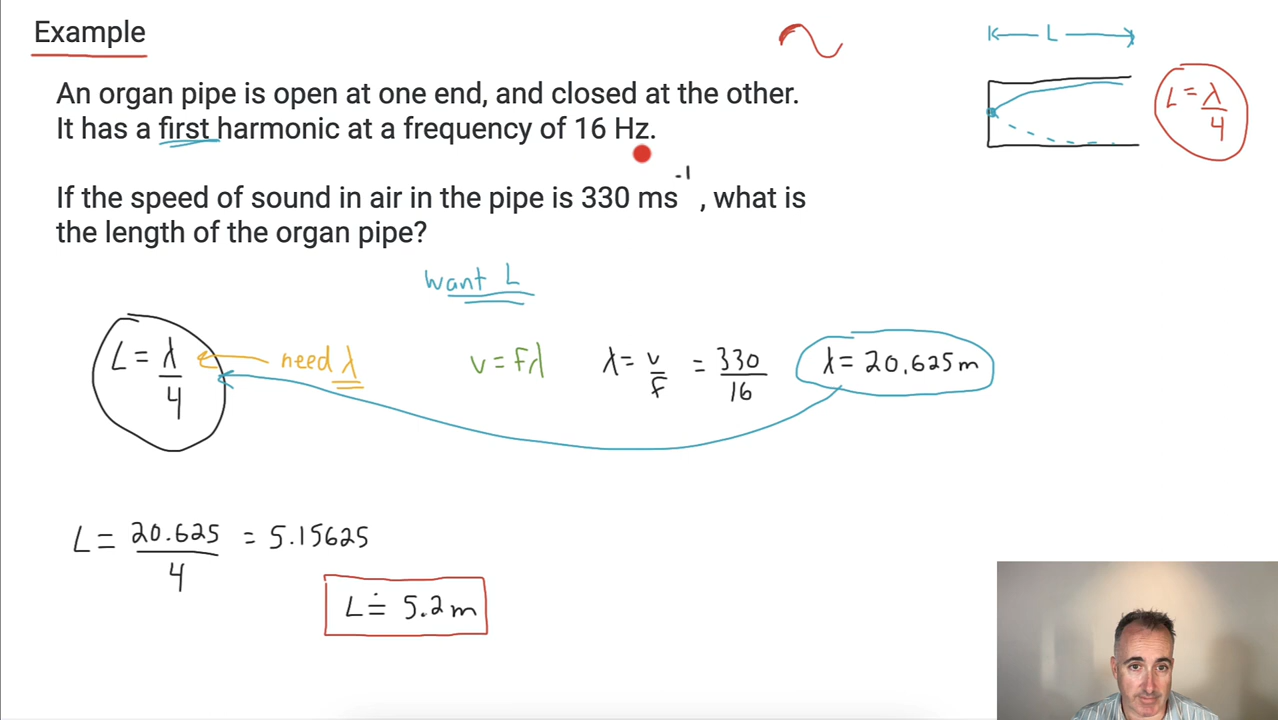 Example
An organ pipe is open at one end, and closed at the other.
It has a first harmonic at a frequency of 16 Hz.
If the speed of sound in air in the pipe is 330 ms⁻¹, what is
the length of the organ pipe?
L
L = λ/4
want L
L = λ/4
need λ
v = fλ
λ = v/f = 330/16
λ = 20.625 m
L = 20.625/4 = 5.15625
L ≐ 5.2 m